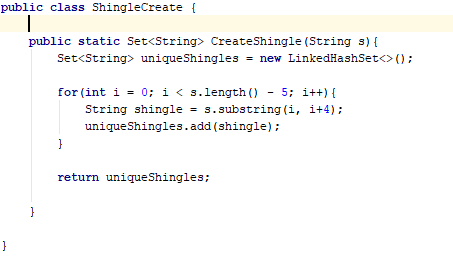 public class ShingleCreate {
public static Set<String> CreateShingle(String s){
Set<String> uniqueShingles = new LinkedHashSet<>();
for(int i = 0; i < s.length() - 5; i++){
String shingle = s.substring(i, i+4);
uniqueShingles.add(shingle);
}
return uniqueShingles;
}
}